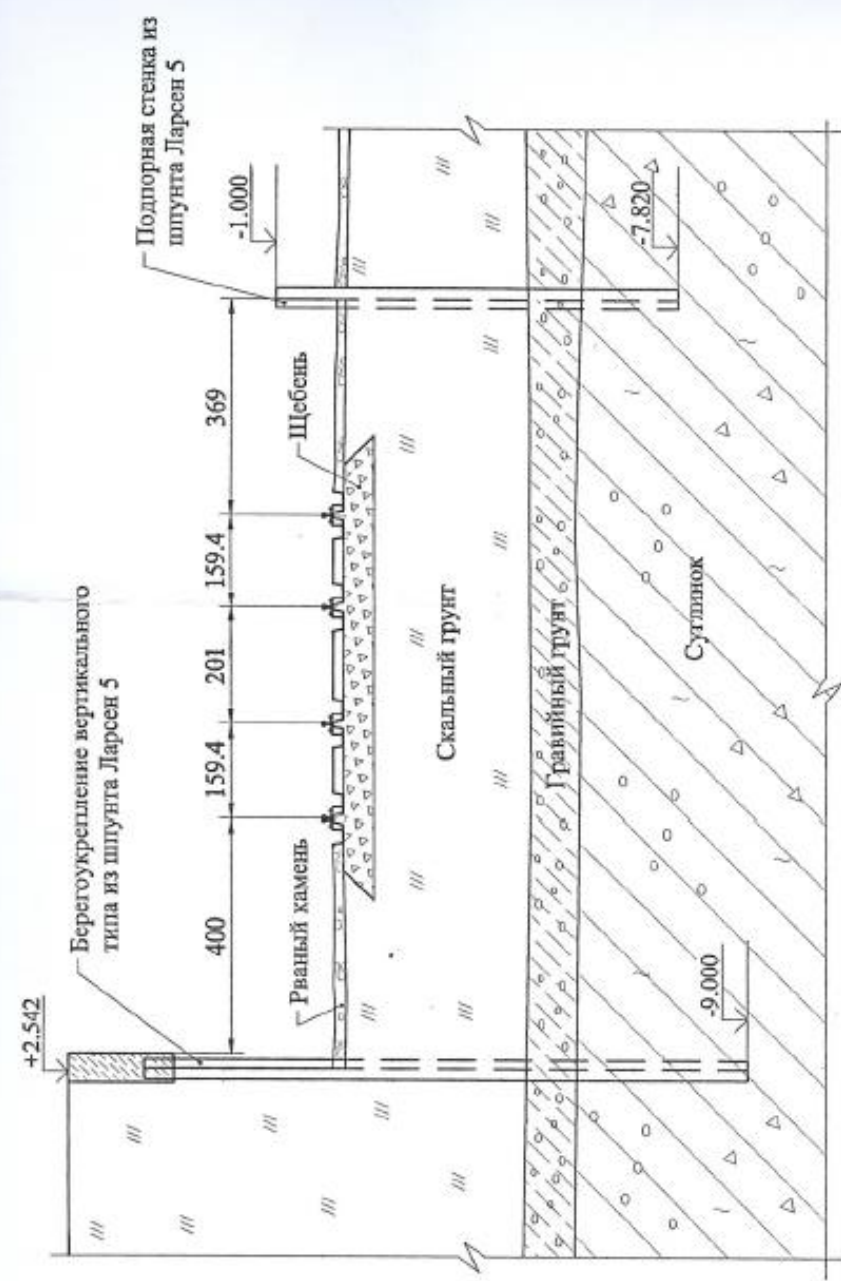 +2.542
Берегоукрепление вертикального
типа из шпунта Ларсен 5
Подпорная стенка из
шпунта Ларсен 5
-1.000
400
159.4
201
159.4
369
Рваный камень
Щебень
Скальный грунт
Гравийный грунт
Суглинок
-9.000
-7.820